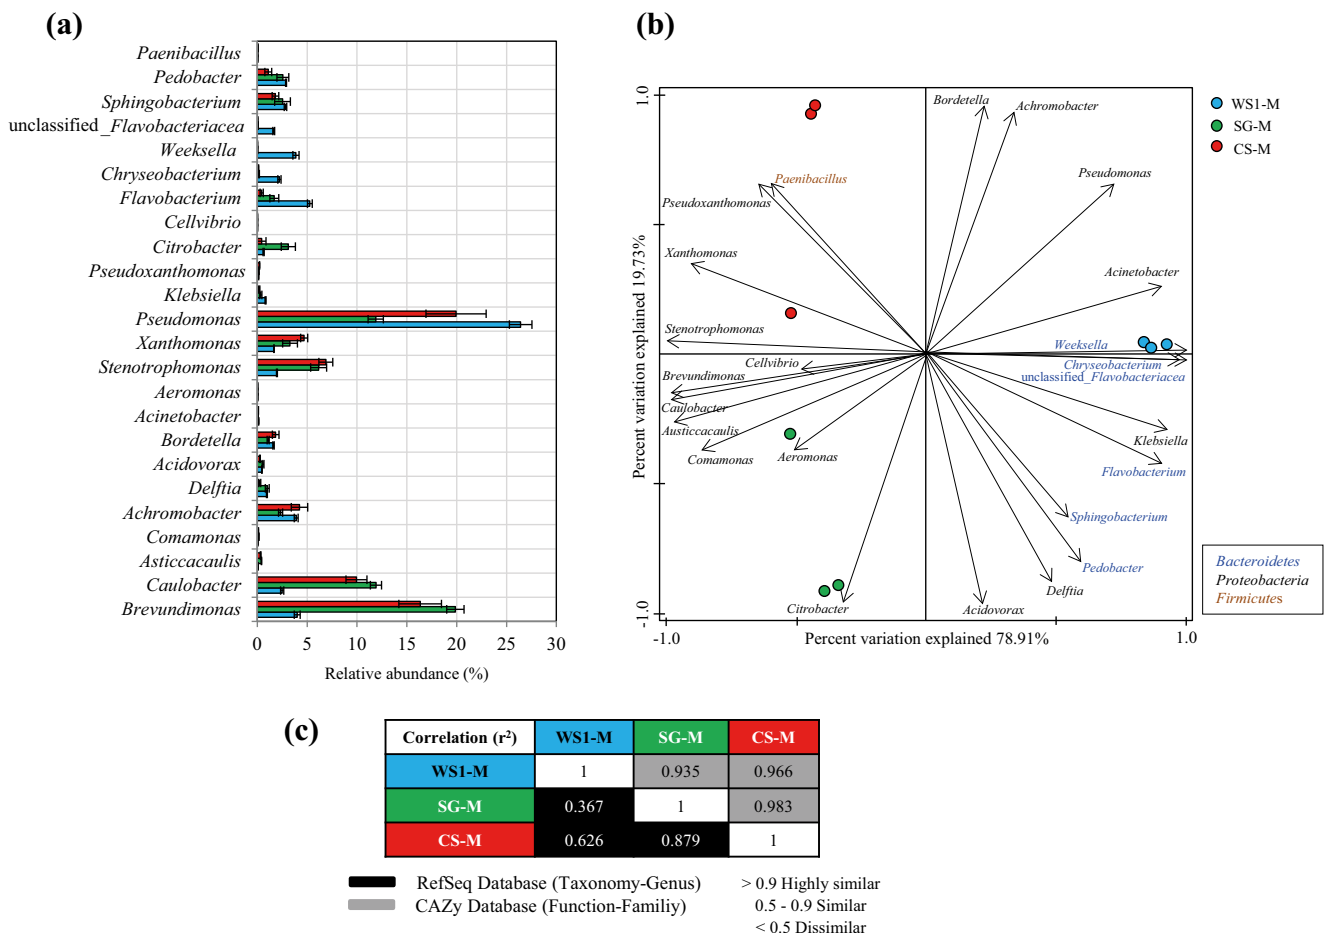 (a)
Paenibacillus
Pedobacter
Sphingobacterium
unclassified_Flavobacteriacea
Weeksella
Chryseobacterium
Flavobacterium
Cellvibrio
Citrobacter
Pseudoxanthomonas
Klebsiella
Pseudomonas
Xanthomonas
Stenotrophomonas
Aeromonas
Acinetobacter
Bordetella
Acidovorax
Delftia
Achromobacter
Comamonas
Asticcacaulis
Caulobacter
Brevundimonas
0 5 10 15 20 25 30
Relative abundance (%)
(b)
1.0
Percent variation explained 19.73%
-1.0
Bordetella
Achromobacter
Paenibacillus
Pseudomonas
Pseudoxanthomonas
Xanthomonas
Acinetobacter
Stenotrophomonas
Weeksella
Cellvibrio
Chryseobacterium
Brevundimonas
unclassified_Flavobacteriacea
Caulobacter
Austiccacaulis
Klebsiella
Comamonas
Aeromonas
Flavobacterium
Sphingobacterium
Pedobacter
Delftia
Citrobacter
Acidovorax
-1.0
Percent variation explained 78.91%
1.0
WS1-M
SG-M
CS-M
Bacteroidetes
Proteobacteria
Firmicutes
(c)
Correlation (r²) WS1-M SG-M CS-M
WS1-M 1 0.935 0.966
SG-M 0.367 1 0.983
CS-M 0.626 0.879 1
RefSeq Database (Taxonomy-Genus)
CAZy Database (Function-Familiy)
> 0.9 Highly similar
0.5 - 0.9 Similar
< 0.5 Dissimilar